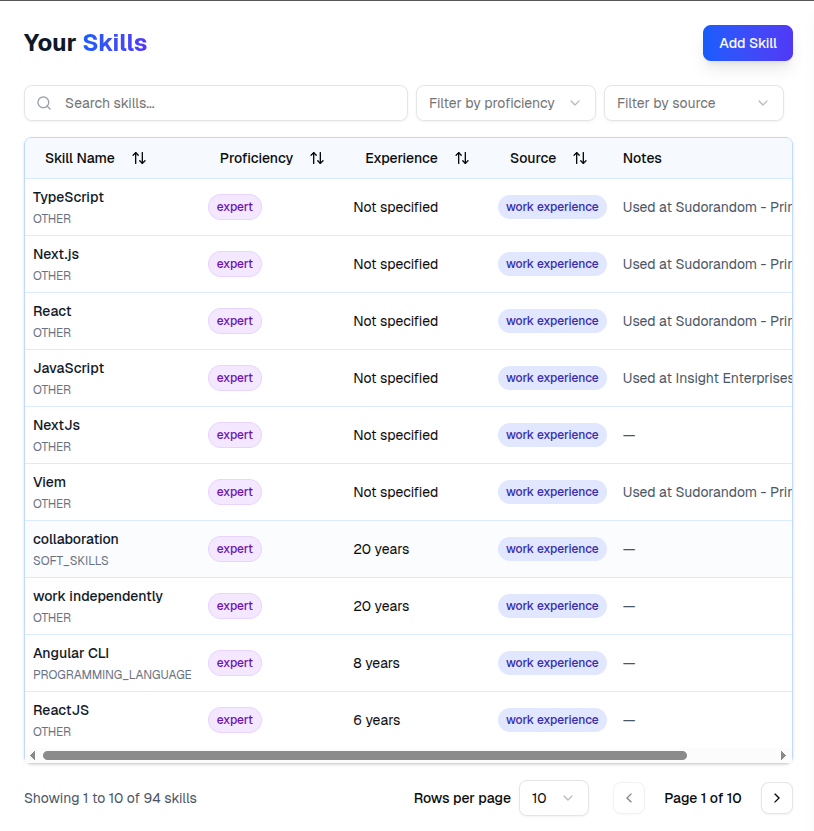 Your Skills
Add Skill
Search skills...
Filter by proficiency
Filter by source
Skill Name Proficiency Experience Source Notes
TypeScript
OTHER
expert Not specified work experience Used at Sudorandom - Prin
Next.js
OTHER
expert Not specified work experience Used at Sudorandom - Prin
React
OTHER
expert Not specified work experience Used at Sudorandom - Prin
JavaScript
OTHER
expert Not specified work experience Used at Insight Enterprises
NextJs
OTHER
expert Not specified work experience —
Viem
OTHER
expert Not specified work experience Used at Sudorandom - Prin
collaboration
SOFT_SKILLS
expert 20 years work experience —
work independently
OTHER
expert 20 years work experience —
Angular CLI
PROGRAMMING_LANGUAGE
expert 8 years work experience —
ReactJS
OTHER
expert 6 years work experience —
Showing 1 to 10 of 94 skills
Rows per page 10
Page 1 of 10